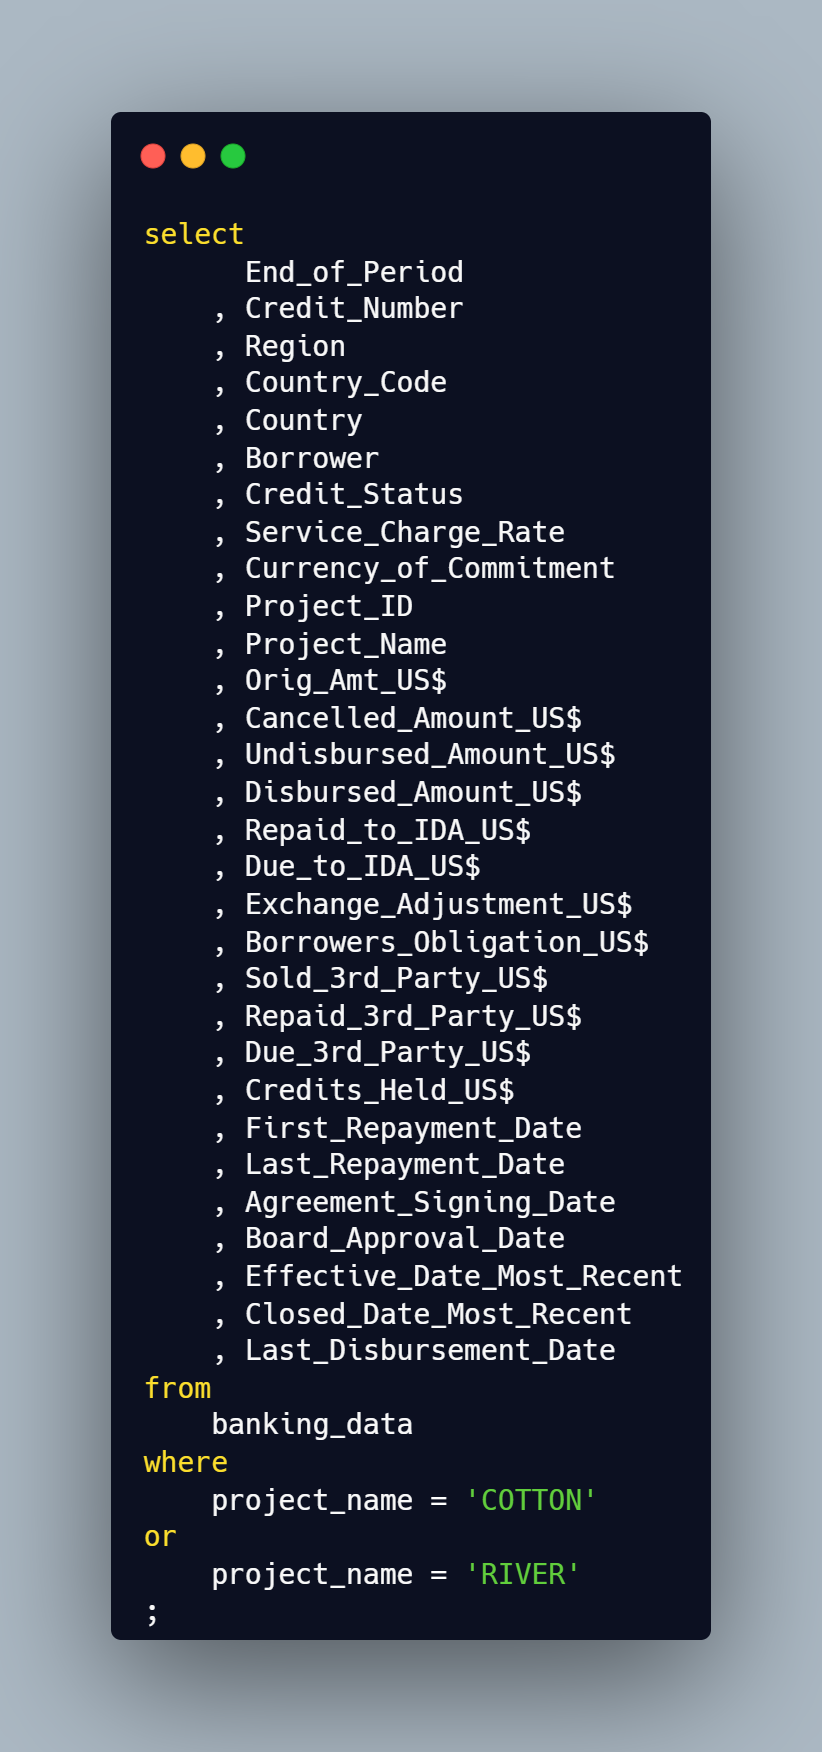 select
      End_of_Period
    , Credit_Number
    , Region
    , Country_Code
    , Country
    , Borrower
    , Credit_Status
    , Service_Charge_Rate
    , Currency_of_Commitment
    , Project_ID
    , Project_Name
    , Orig_Amt_US$
    , Cancelled_Amount_US$
    , Undisbursed_Amount_US$
    , Disbursed_Amount_US$
    , Repaid_to_IDA_US$
    , Due_to_IDA_US$
    , Exchange_Adjustment_US$
    , Borrowers_Obligation_US$
    , Sold_3rd_Party_US$
    , Repaid_3rd_Party_US$
    , Due_3rd_Party_US$
    , Credits_Held_US$
    , First_Repayment_Date
    , Last_Repayment_Date
    , Agreement_Signing_Date
    , Board_Approval_Date
    , Effective_Date_Most_Recent
    , Closed_Date_Most_Recent
    , Last_Disbursement_Date
from
    banking_data
where
    project_name = 'COTTON'
or
    project_name = 'RIVER'
;